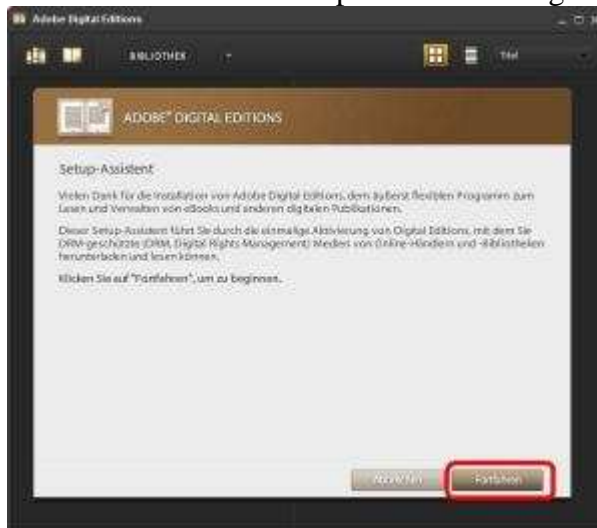 Adobe Digital Editions
BIBLIOTHEK
Titel
ADOBE® DIGITAL EDITIONS
Setup-Assistent
Vielen Dank für die Installation von Adobe Digital Editions, dem äußerst flexiblen Programm zum
Lesen und Verwalten von eBooks und anderen digitalen Publikationen.
Dieser Setup-Assistent führt Sie durch die einmalige Aktivierung von Digital Editions, mit dem Sie
DRM-geschützte (DRM, Digital Rights Management) Medien von Online-Händlern und -Bibliotheken
herunterladen und lesen können.
Klicken Sie auf "Fortfahren", um zu beginnen.
Abbrechen
Fortfahren